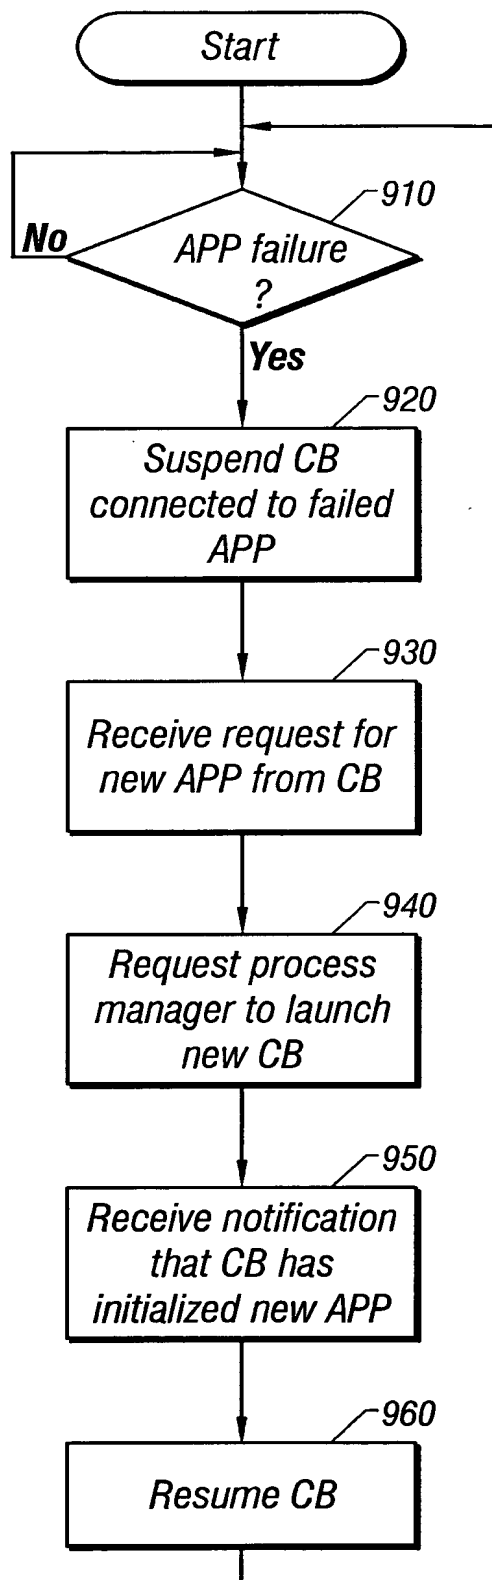 Start
910
No
APP failure
?
Yes
920
Suspend CB
connected to failed
APP
930
Receive request for
new APP from CB
940
Request process
manager to launch
new CB
950
Receive notification
that CB has
initialized new APP
960
Resume CB